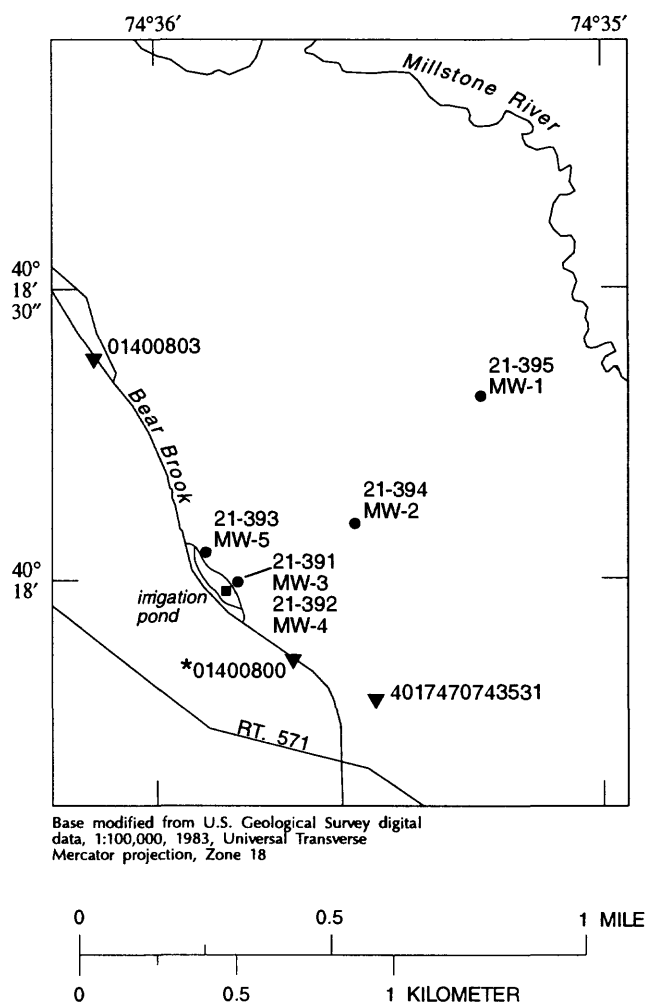 74°36'
74°35'
Millstone River
40°
18'
30"
01400803
21-395
MW-1
Bear Brook
21-394
MW-2
21-393
MW-5
21-391
MW-3
40°
18'
irrigation
pond
21-392
MW-4
*01400800
4017470743531
RT. 571
Base modified from U.S. Geological Survey digital
data, 1:100,000, 1983, Universal Transverse
Mercator projection, Zone 18
0 0.5 1 MILE
0 0.5 1 KILOMETER